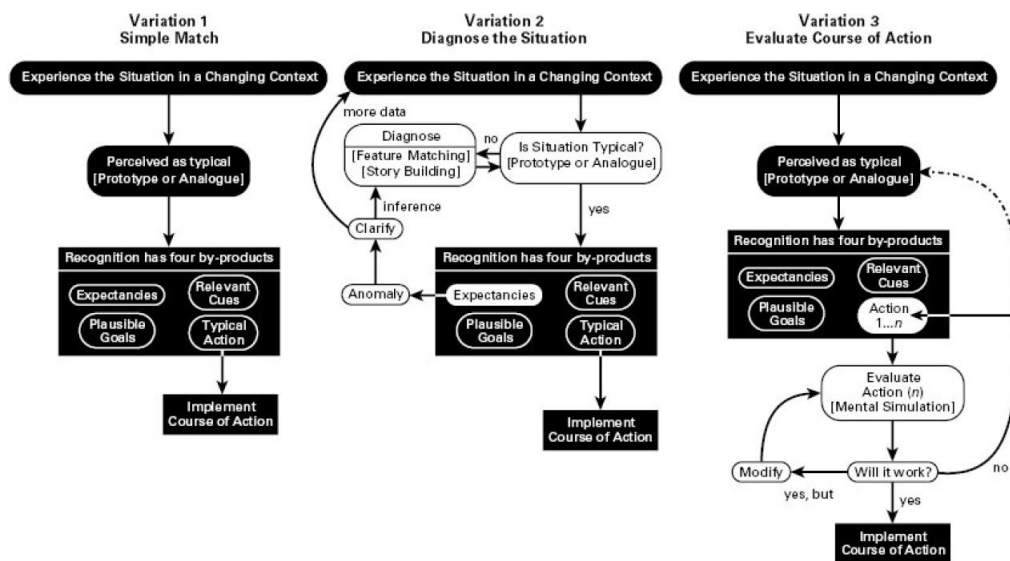 Variation 1
Simple Match
Experience the Situation in a Changing Context
Perceived as typical
[Prototype or Analogue]
Recognition has four by-products
Expectancies
Relevant
Cues
Plausible
Goals
Typical
Action
Implement
Course of Action
Variation 2
Diagnose the Situation
Experience the Situation in a Changing Context
more data
Diagnose
[Feature Matching]
[Story Building]
no
Is Situation Typical?
[Prototype or Analogue]
inference
yes
Clarify
Recognition has four by-products
Anomaly
Expectancies
Relevant
Cues
Plausible
Goals
Typical
Action
Implement
Course of Action
Variation 3
Evaluate Course of Action
Experience the Situation in a Changing Context
Perceived as typical
[Prototype or Analogue]
Recognition has four by-products
Expectancies
Relevant
Cues
Plausible
Goals
Action
1...n
Evaluate
Action (n)
[Mental Simulation]
Modify
Will it work?
no
yes, but
yes
Implement
Course of Action